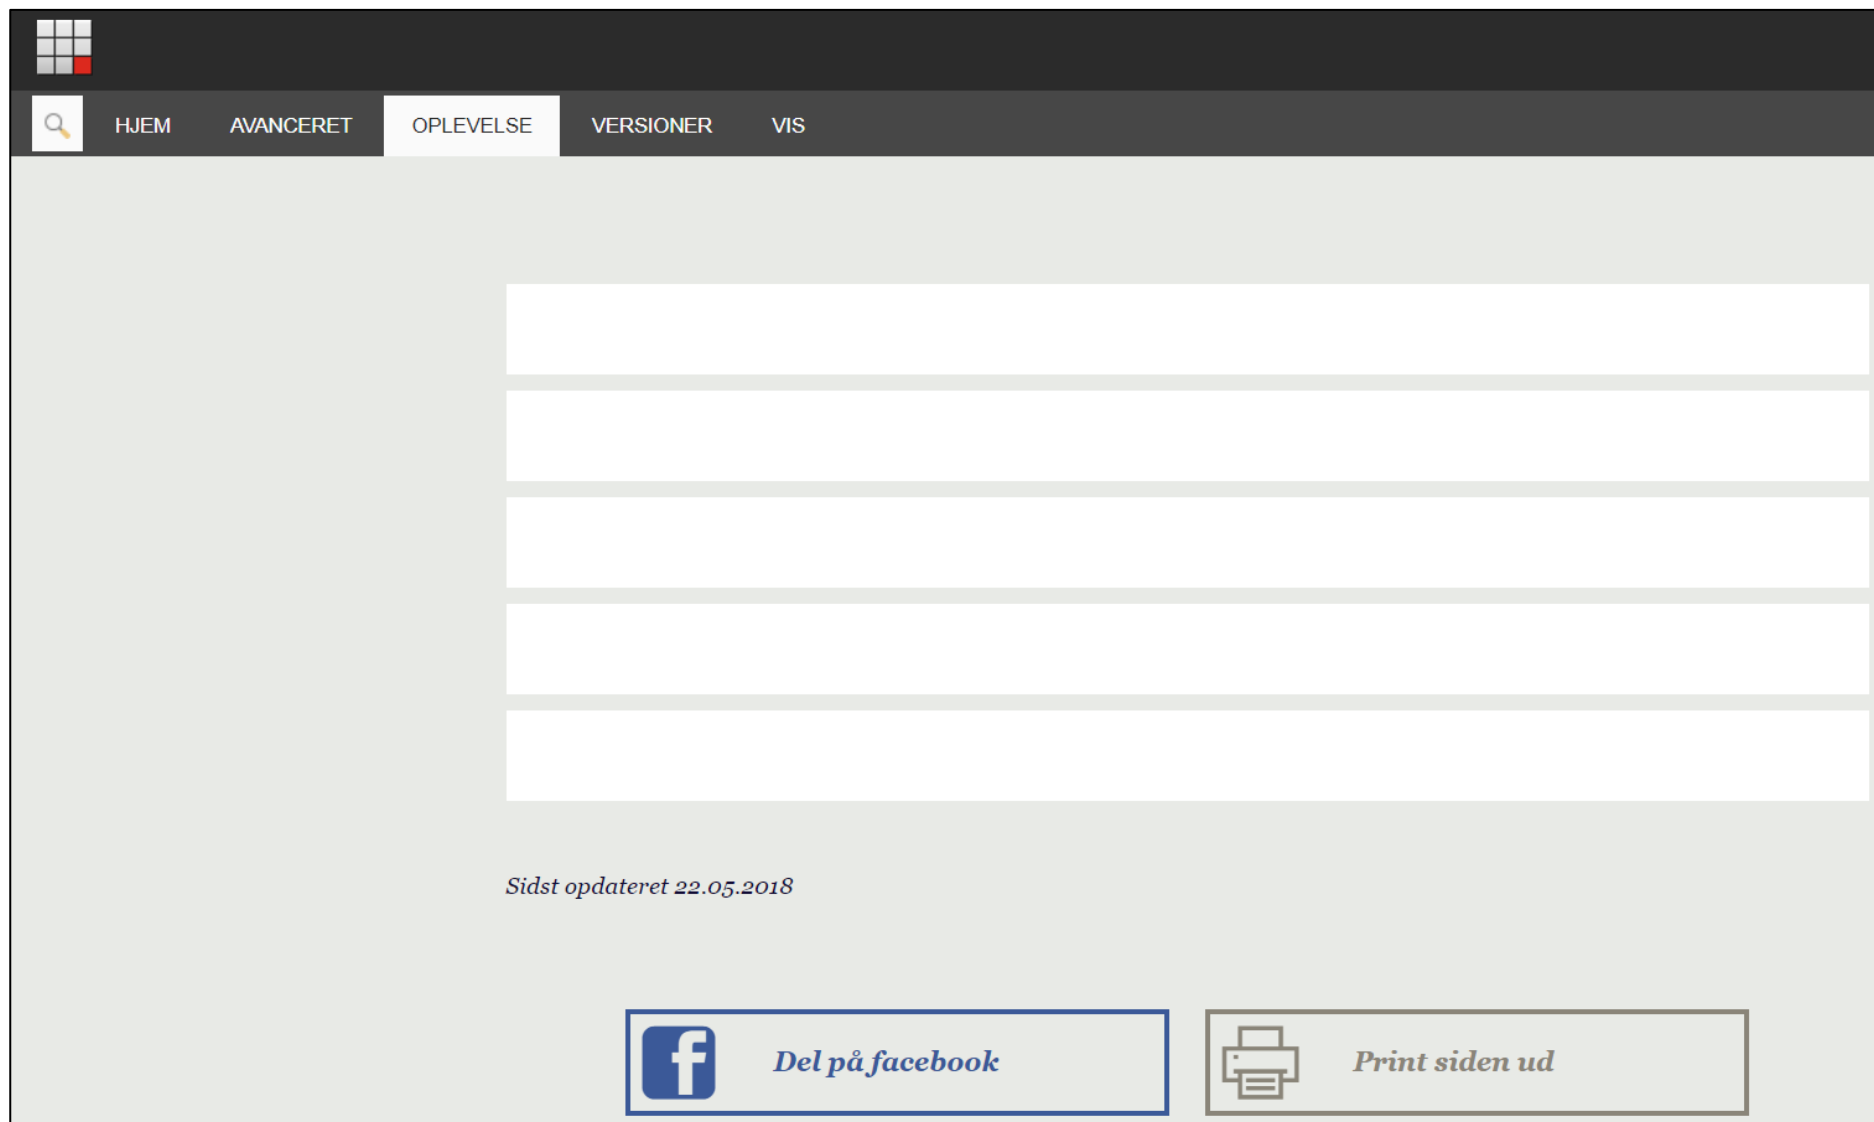 HJEM AVANCERET OPLEVELSE VERSIONER VIS
Sidst opdateret 22.05.2018
Del på facebook Print siden ud